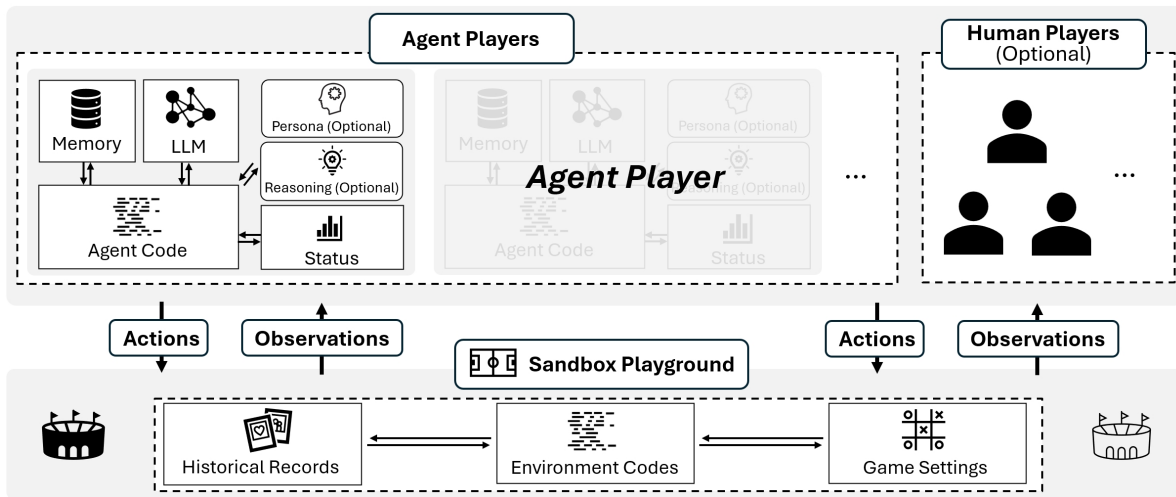 Agent Players
Human Players
(Optional)
Memory
LLM
Persona (Optional)
Reasoning (Optional)
Agent Code
Status
Memory
LLM
Persona (Optional)
Reasoning (Optional)
Agent Player
Agent Code
Status
...
...
Actions
Observations
Actions
Observations
Sandbox Playground
Historical Records
Environment Codes
Game Settings